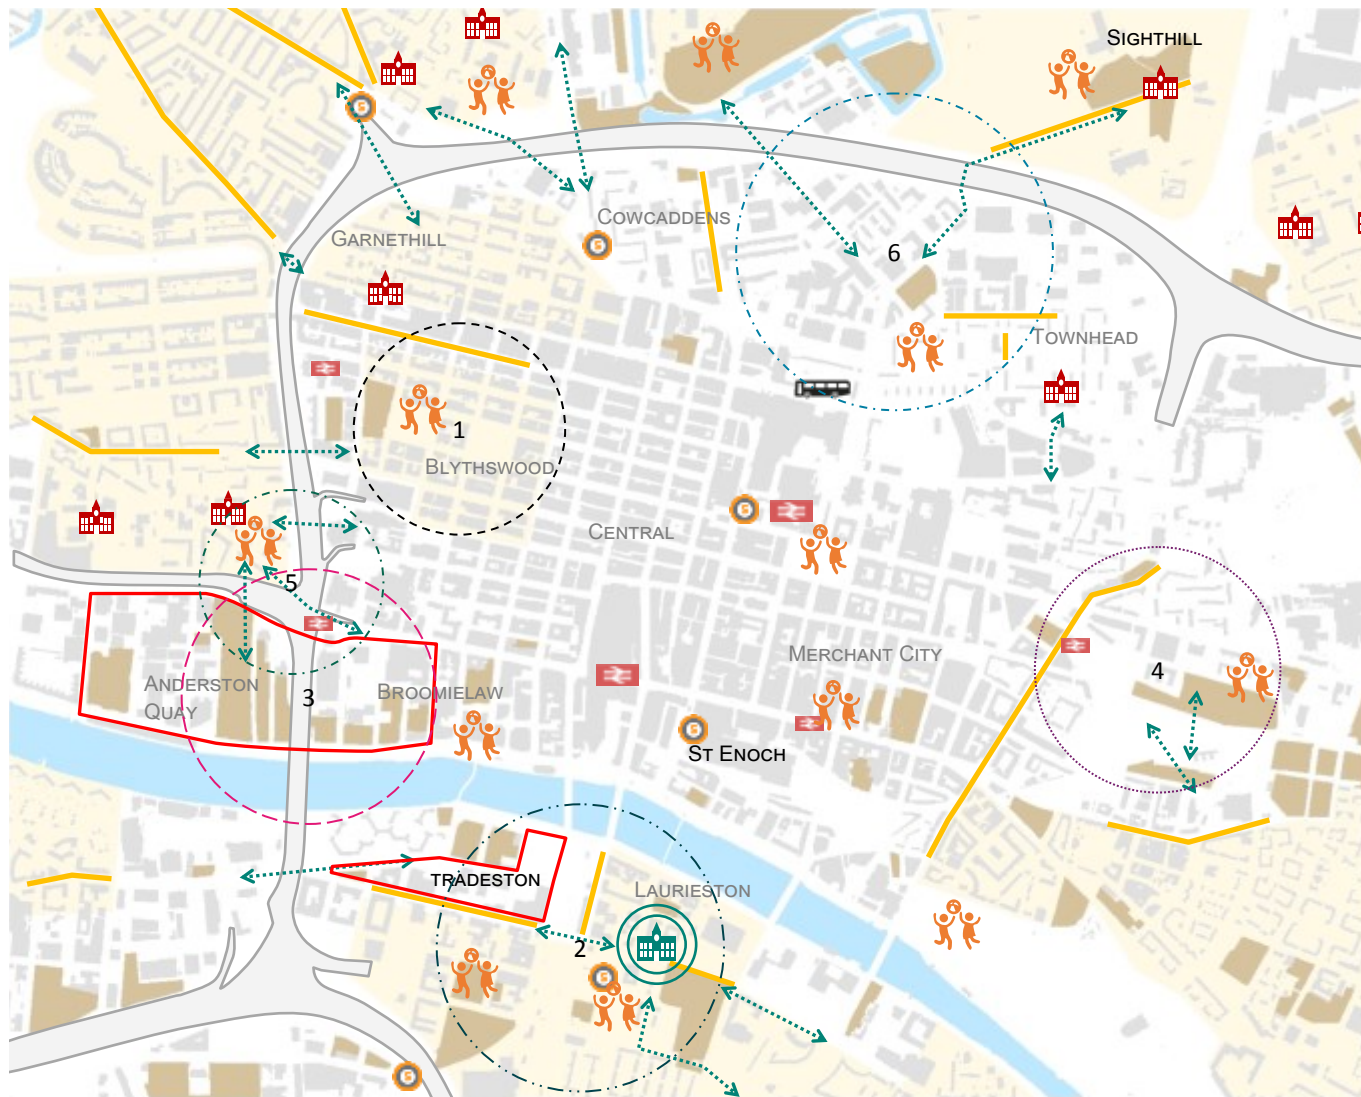 SIGHTHILL
COWCADDENS
GARNETHILL
6
TOWNHEAD
1
BLYTHSWOOD
CENTRAL
5
MERCHANT CITY
4
ANDERSTON
QUAY
3
BROOMIELAW
ST ENOCH
TRADESTON
LAURIESTON
2